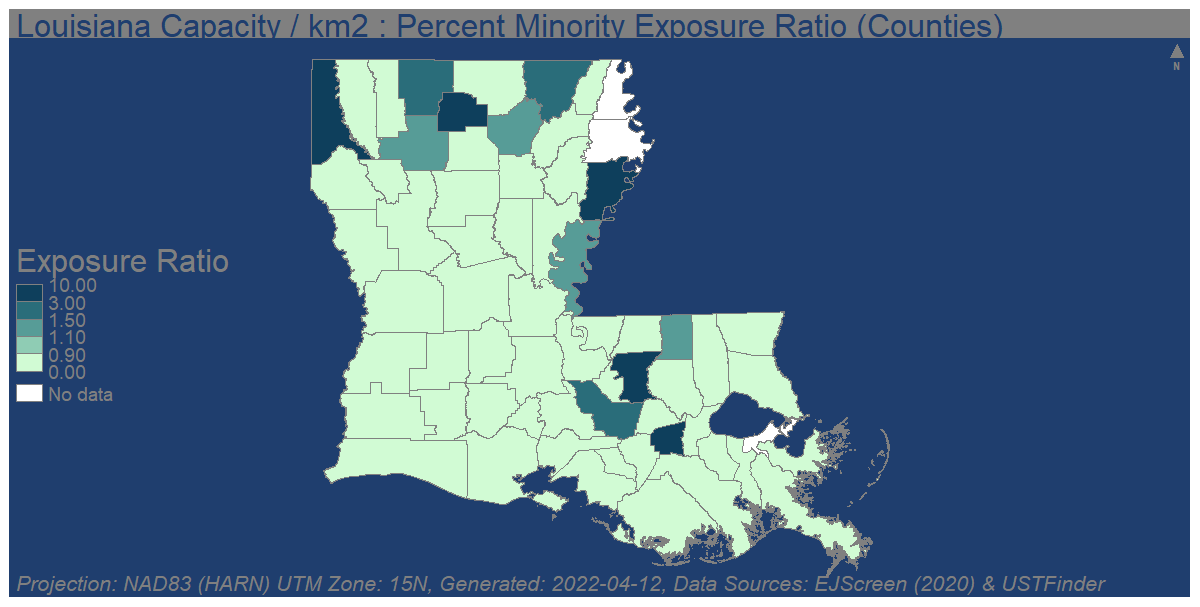 Louisiana Capacity / km2 : Percent Minority Exposure Ratio (Counties)
N
Exposure Ratio
10.00
3.00
1.50
1.10
0.90
0.00
No data
Projection: NAD83 (HARN) UTM Zone: 15N, Generated: 2022-04-12, Data Sources: EJScreen (2020) & USTFinder